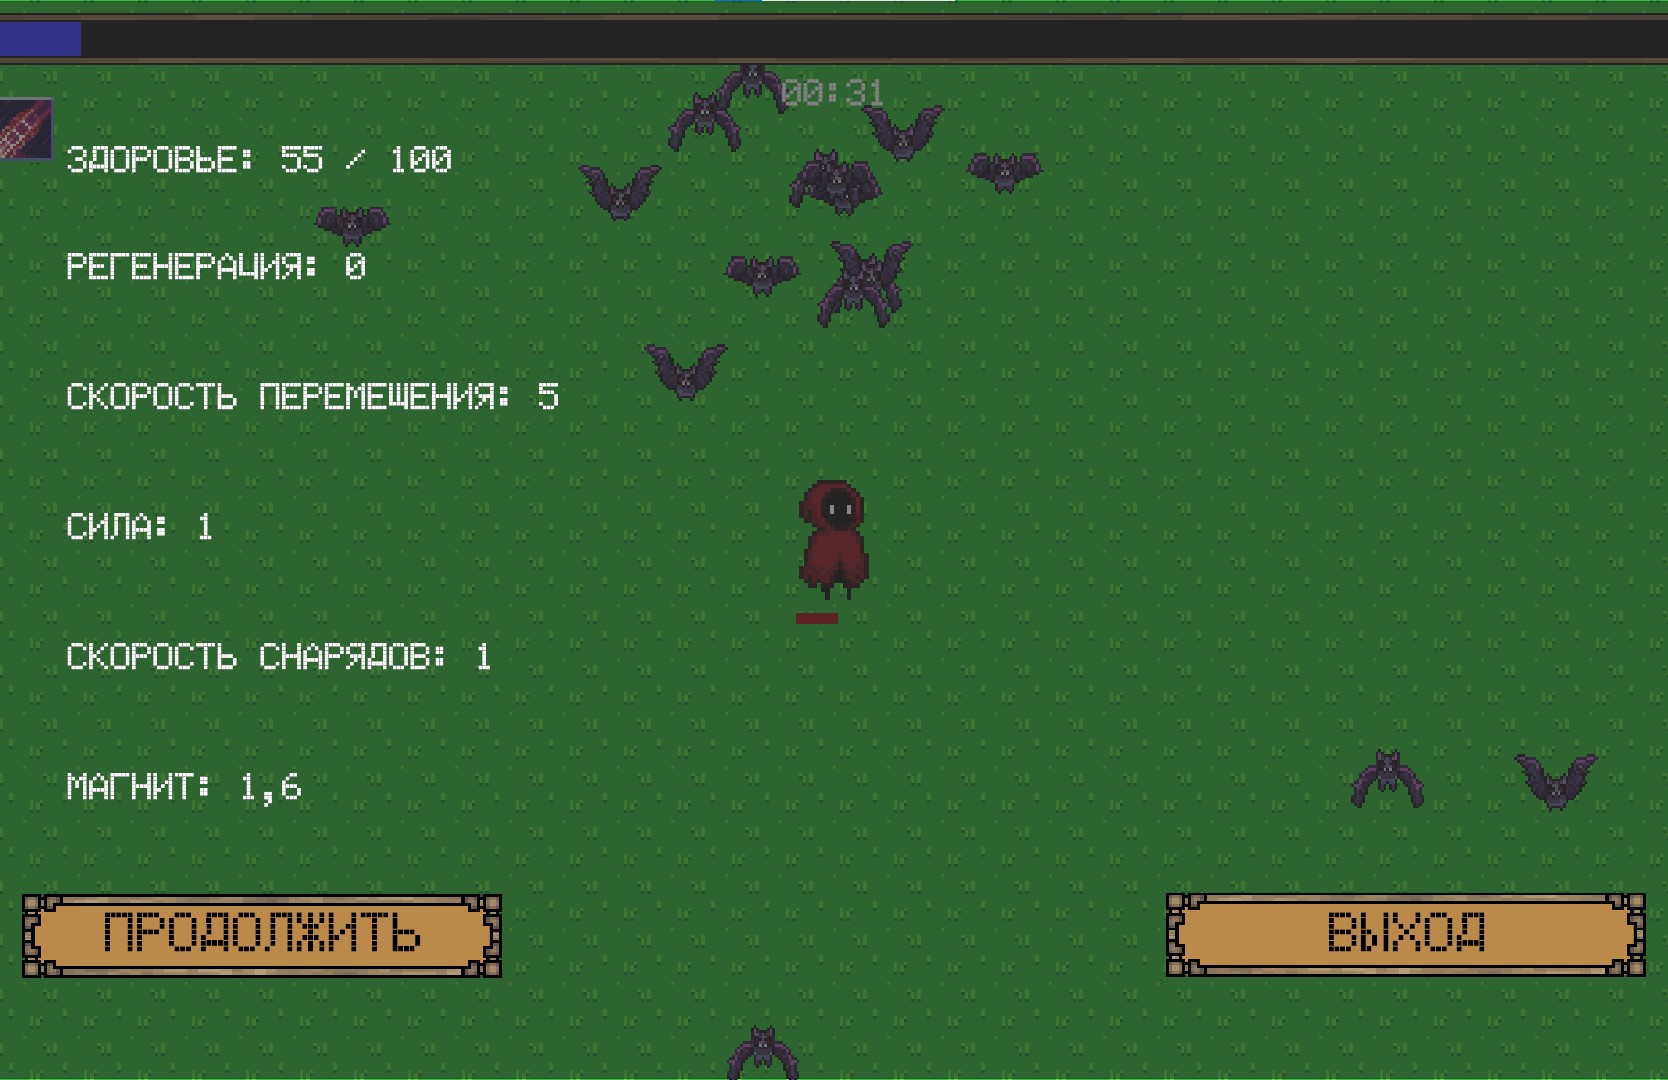 00:31
ЗДОРОВЬЕ: 55 / 100
РЕГЕНЕРАЦИЯ: 0
СКОРОСТЬ ПЕРЕМЕЩЕНИЯ: 5
СИЛА: 1
СКОРОСТЬ СНАРЯДОВ: 1
МАГНИТ: 1,6
ПРОДОЛЖИТЬ
ВЫХОД